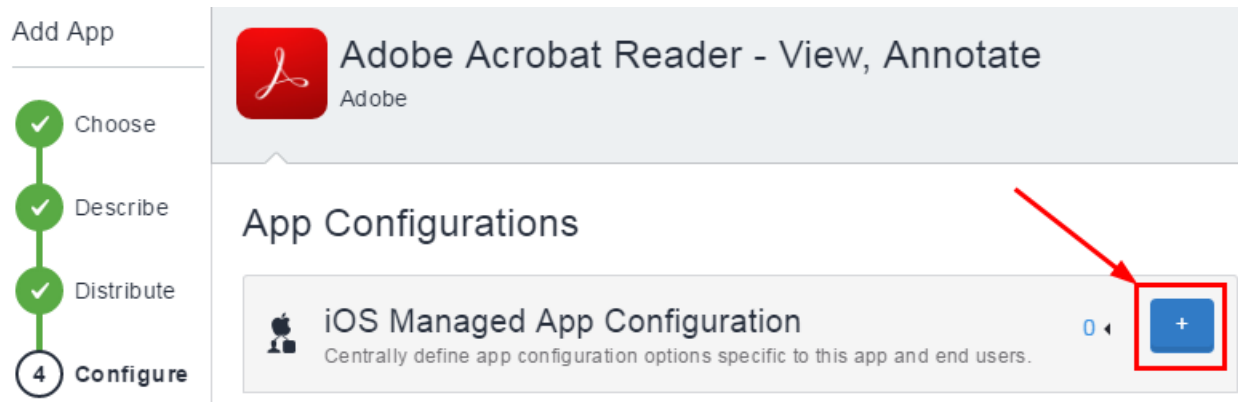 Add App
Choose
Describe
Distribute
4 Configure
Adobe Acrobat Reader - View, Annotate
Adobe
App Configurations
iOS Managed App Configuration
Centrally define app configuration options specific to this app and end users.
0
+